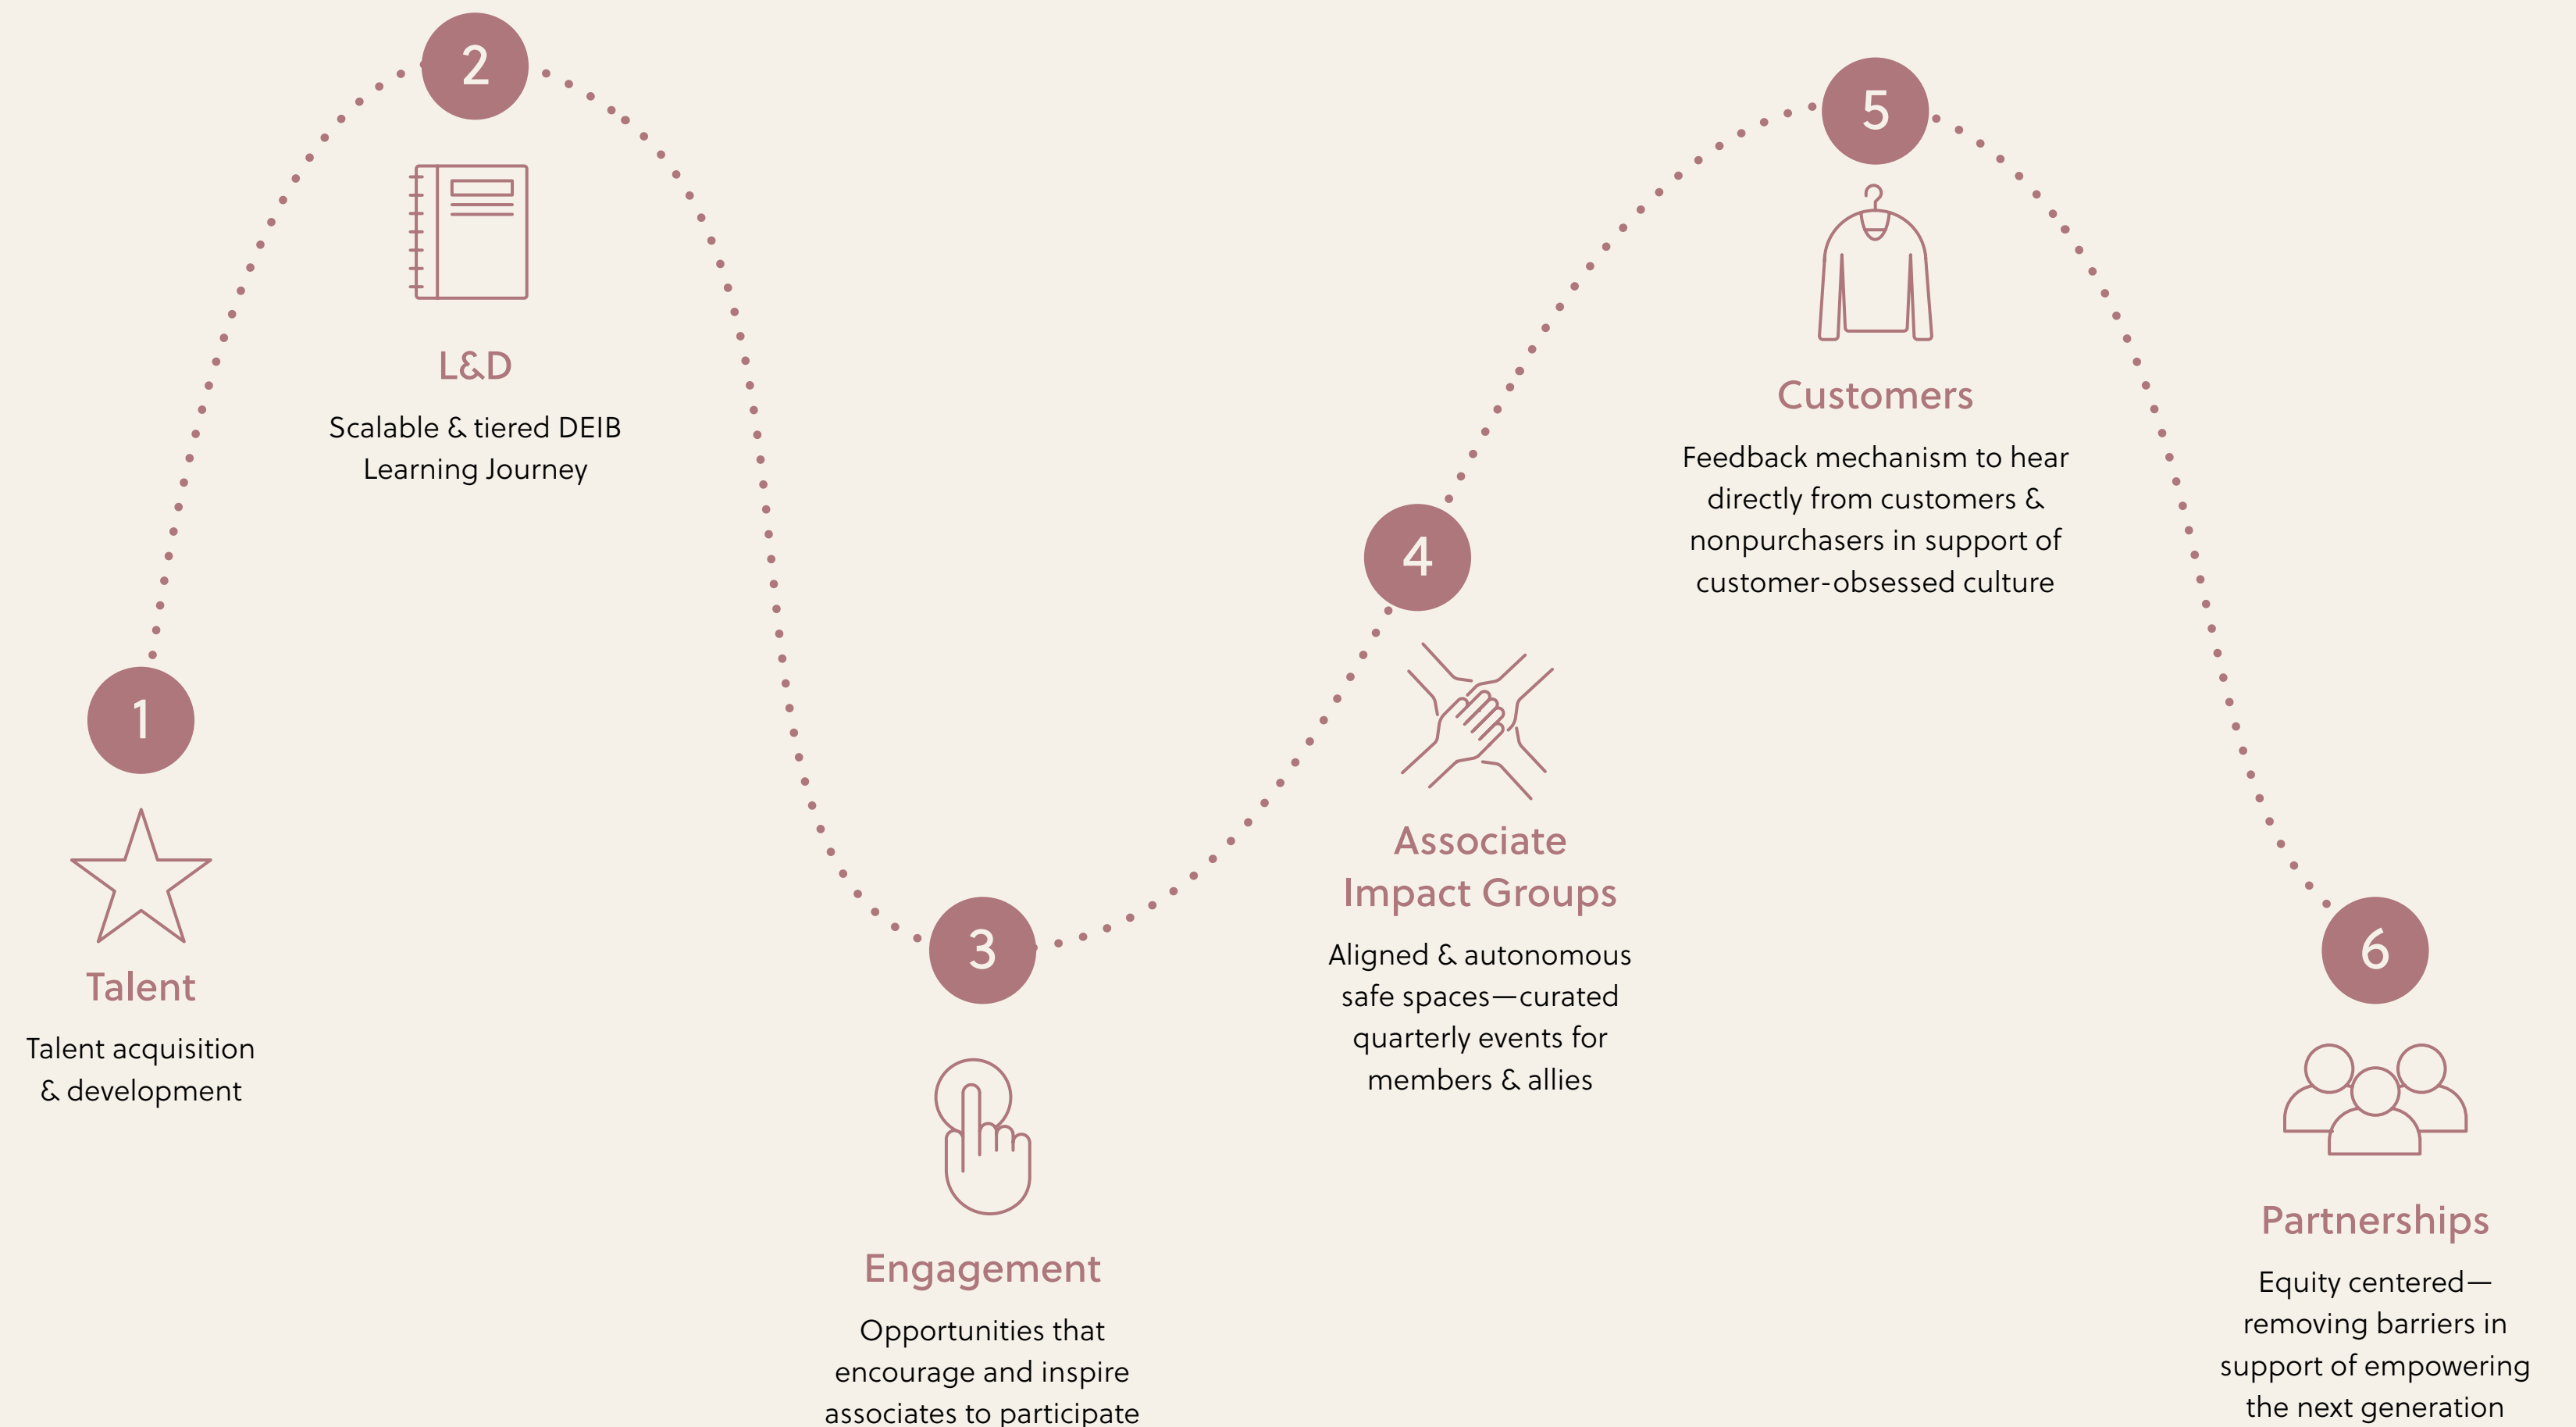 1
Talent
Talent acquisition
& development
2
L&D
Scalable & tiered DEIB
Learning Journey
3
Engagement
Opportunities that
encourage and inspire
associates to participate
4
Associate
Impact Groups
Aligned & autonomous
safe spaces—curated
quarterly events for
members & allies
5
Customers
Feedback mechanism to hear
directly from customers &
nonpurchasers in support of
customer-obsessed culture
6
Partnerships
Equity centered—
removing barriers in
support of empowering
the next generation